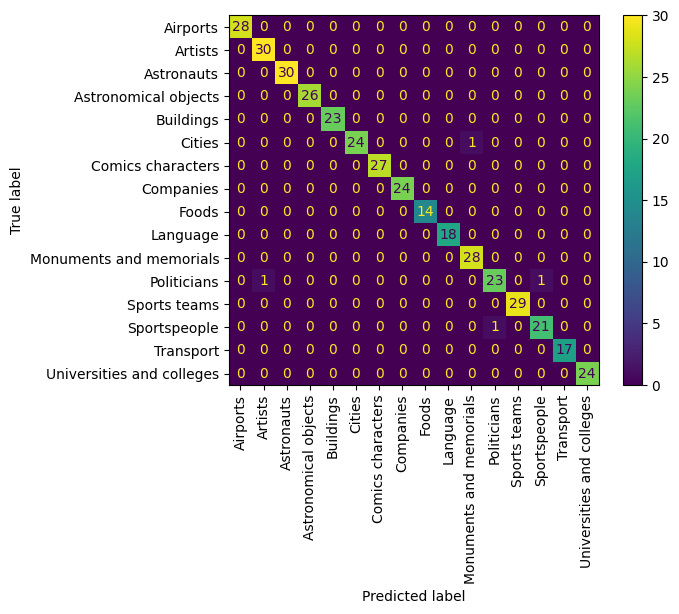 True label
Airports 28 0 0 0 0 0 0 0 0 0 0 0 0 0 0 0
Artists 0 30 0 0 0 0 0 0 0 0 0 0 0 0 0 0
Astronauts 0 0 30 0 0 0 0 0 0 0 0 0 0 0 0 0
Astronomical objects 0 0 0 26 0 0 0 0 0 0 0 0 0 0 0 0
Buildings 0 0 0 0 23 0 0 0 0 0 0 0 0 0 0 0
Cities 0 0 0 0 0 24 0 0 0 0 1 0 0 0 0 0
Comics characters 0 0 0 0 0 0 27 0 0 0 0 0 0 0 0 0
Companies 0 0 0 0 0 0 0 24 0 0 0 0 0 0 0 0
Foods 0 0 0 0 0 0 0 0 14 0 0 0 0 0 0 0
Language 0 0 0 0 0 0 0 0 0 18 0 0 0 0 0 0
Monuments and memorials 0 0 0 0 0 0 0 0 0 0 28 0 0 0 0 0
Politicians 0 1 0 0 0 0 0 0 0 0 0 23 0 1 0 0
Sports teams 0 0 0 0 0 0 0 0 0 0 0 0 29 0 0 0
Sportspeople 0 0 0 0 0 0 0 0 0 0 0 1 0 21 0 0
Transport 0 0 0 0 0 0 0 0 0 0 0 0 0 0 17 0
Universities and colleges 0 0 0 0 0 0 0 0 0 0 0 0 0 0 0 24
Airports
Artists
Astronauts
Astronomical objects
Buildings
Cities
Comics characters
Companies
Foods
Language
Monuments and memorials
Politicians
Sports teams
Sportspeople
Transport
Universities and colleges
Predicted label
30
25
20
15
10
5
0